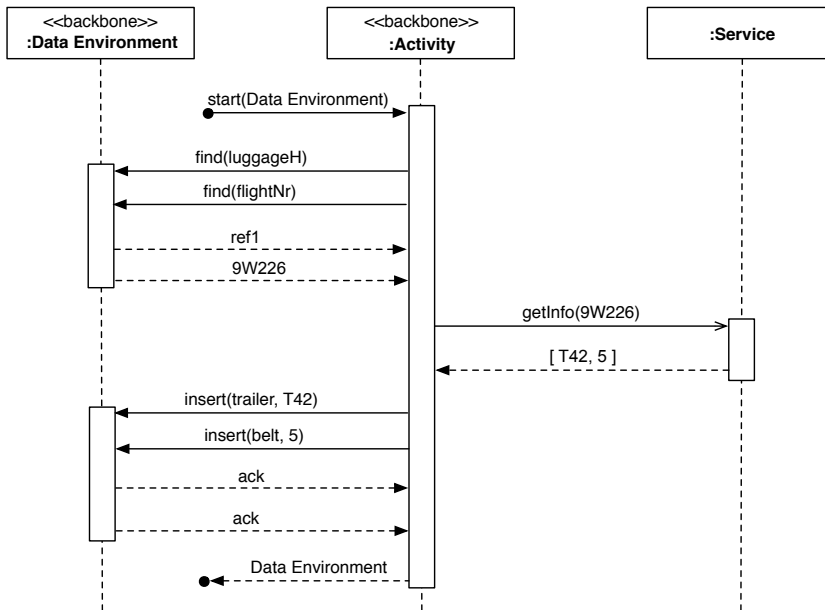 <<backbone>>
:Data Environment
<<backbone>>
:Activity
:Service
start(Data Environment)
find(luggageH)
find(flightNr)
ref1
9W226
getInfo(9W226)
[ T42, 5 ]
insert(trailer, T42)
insert(belt, 5)
ack
ack
Data Environment